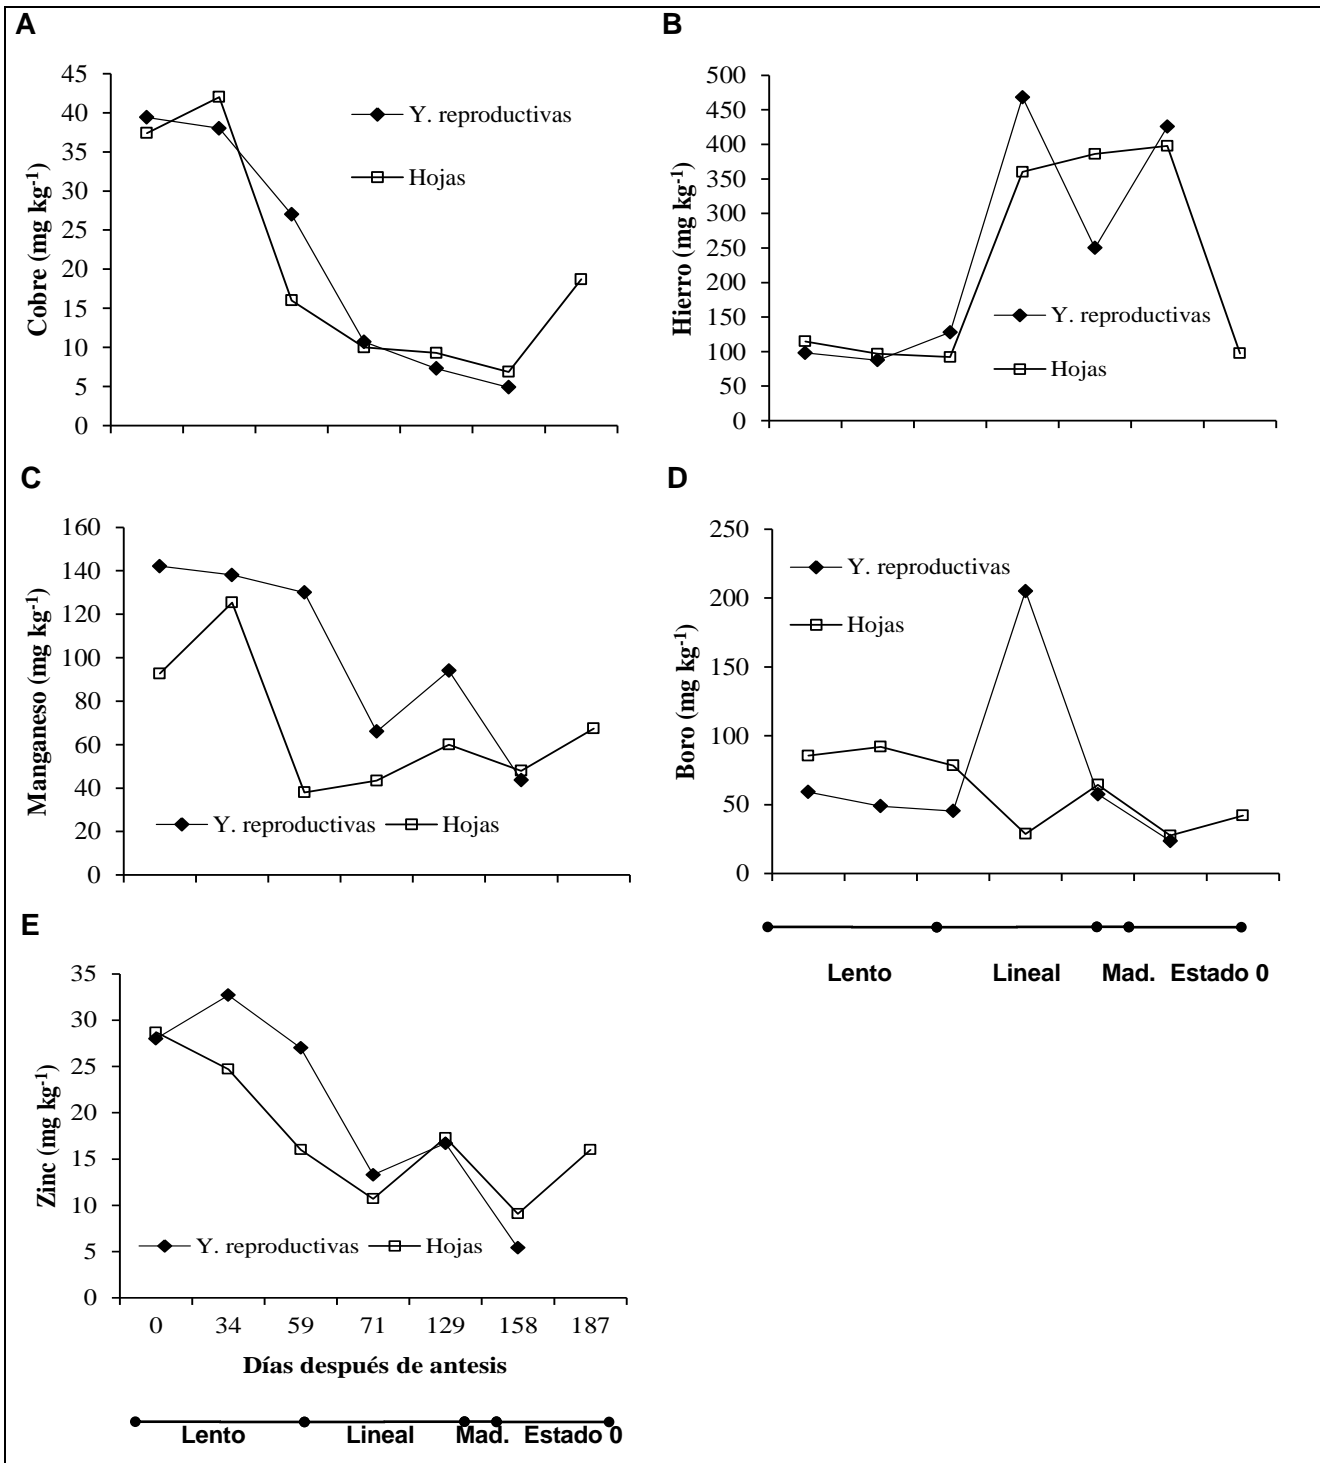 A
Cobre (mg kg-1)
45
40
35
30
25
20
15
10
5
0
Y. reproductivas
Hojas
B
Hierro (mg kg-1)
500
450
400
350
300
250
200
150
100
50
0
Y. reproductivas
Hojas
C
Manganeso (mg kg-1)
160
140
120
100
80
60
40
20
0
Y. reproductivas Hojas
D
Boro (mg kg-1)
250
200
150
100
50
0
Y. reproductivas
Hojas
Lento Lineal Mad. Estado 0
E
Zinc (mg kg-1)
35
30
25
20
15
10
5
0
Y. reproductivas Hojas
0 34 59 71 129 158 187
Días después de antesis
Lento Lineal Mad. Estado 0